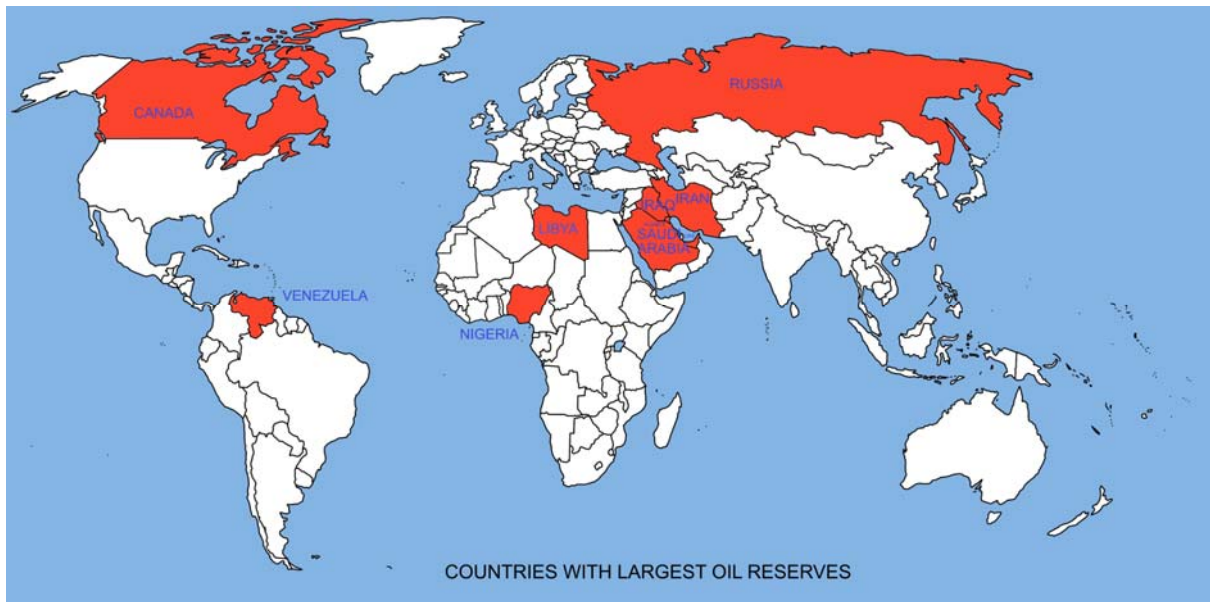 RUSSIA
CANADA
IRAQ
IRAN
LIBYA
SAUDI
ARABIA
VENEZUELA
NIGERIA
COUNTRIES WITH LARGEST OIL RESERVES